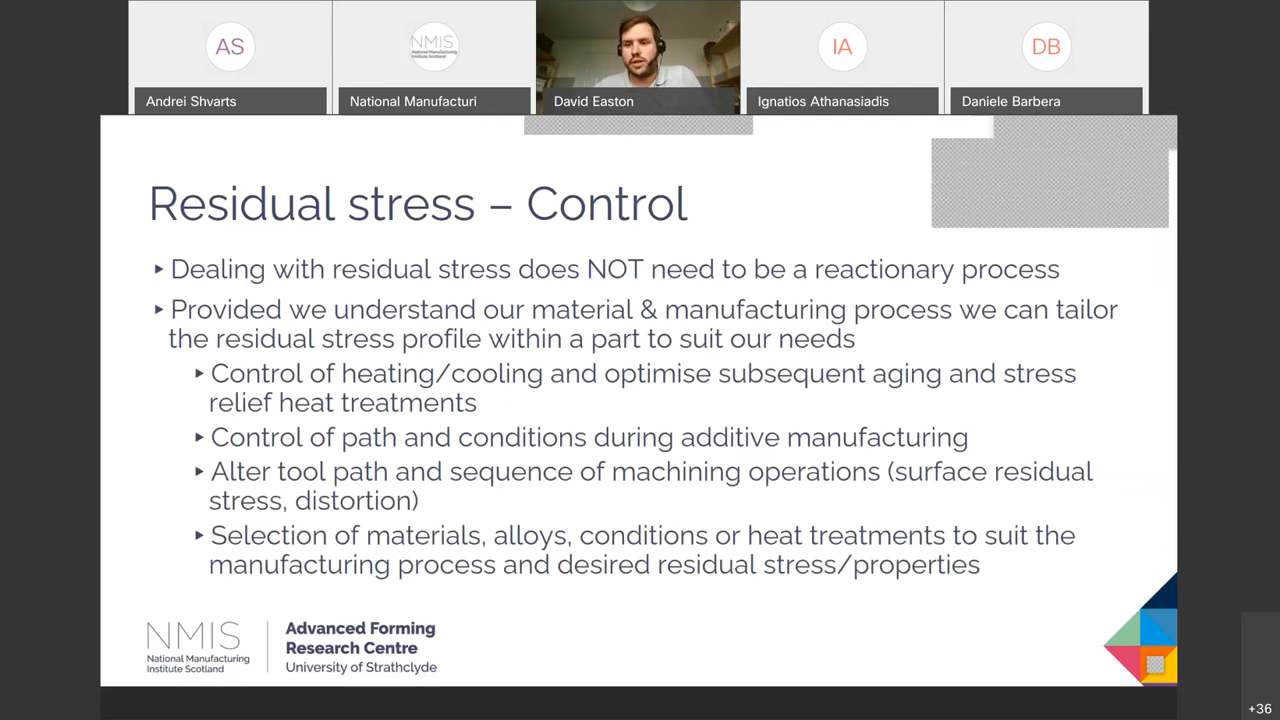 AS
NMIS
National Manufacturing
Institute Scotland
IA
DB
Andrei Shvarts
National Manufacturi
David Easton
Ignatios Athanasiadis
Daniele Barbera
Residual stress – Control
Dealing with residual stress does NOT need to be a reactionary process
Provided we understand our material & manufacturing process we can tailor
the residual stress profile within a part to suit our needs
Control of heating/cooling and optimise subsequent aging and stress
relief heat treatments
Control of path and conditions during additive manufacturing
Alter tool path and sequence of machining operations (surface residual
stress, distortion)
Selection of materials, alloys, conditions or heat treatments to suit the
manufacturing process and desired residual stress/properties
NMIS
National Manufacturing
Institute Scotland
Advanced Forming
Research Centre
University of Strathclyde
+36